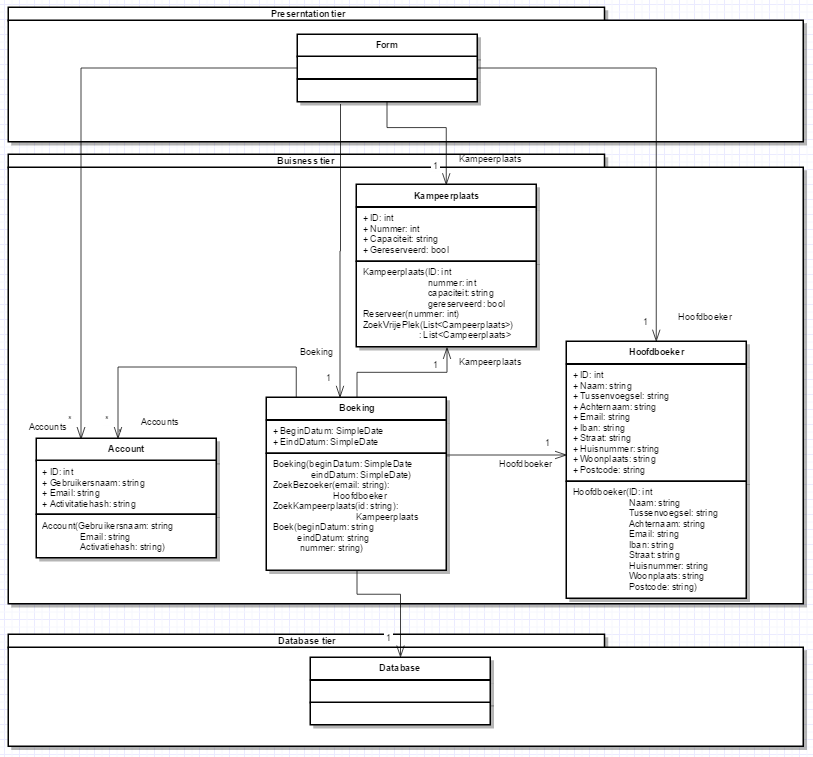 Preserntation tier
Form
Buisness tier
1
Kampeerplaats
Kampeerplaats
+ ID: int
+ Nummer: int
+ Capaciteit: string
+ Gereserveerd: bool
Kampeerplaats(ID: int
nummer: int
capaciteit: string
gereserveerd: bool
Reserveer(nummer: int)
ZoekVrijePlek(List<Campeerplaats>)
: List<Campeerplaats>
1
Hoofdboeker
Hoofdboeker
+ ID: int
+ Naam: string
+ Tussenvoegsel: string
+ Achternaam: string
+ Email: string
+ Iban: string
+ Straat: string
+ Huisnummer: string
+ Woonplaats: string
+ Postcode: string
Hoofdboeker(ID: int
Naam: string
Tussenvoegsel: string
Achternaam: string
Email: string
Iban: string
Straat: string
Huisnummer: string
Woonplaats: string
Postcode: string)
Boeking
1
1
Kampeerplaats
Boeking
+ BeginDatum: SimpleDate
+ EindDatum: SimpleDate
Boeking(beginDatum: SimpleDate
eindDatum: SimpleDate)
ZoekBezoeker(email: string):
Hoofdboeker
ZoekKampeerplaats(id: string):
Kampeerplaats
Boek(beginDatum: string
eindDatum: string
nummer: string)
1
Hoofdboeker
*
Accounts
*
Accounts
Account
+ ID: int
+ Gebruikersnaam: string
+ Email: string
+ Activitatiehash: string
Account(Gebruikersnaam: string
Email: string
Activatiehash: string)
1
Database tier
Database